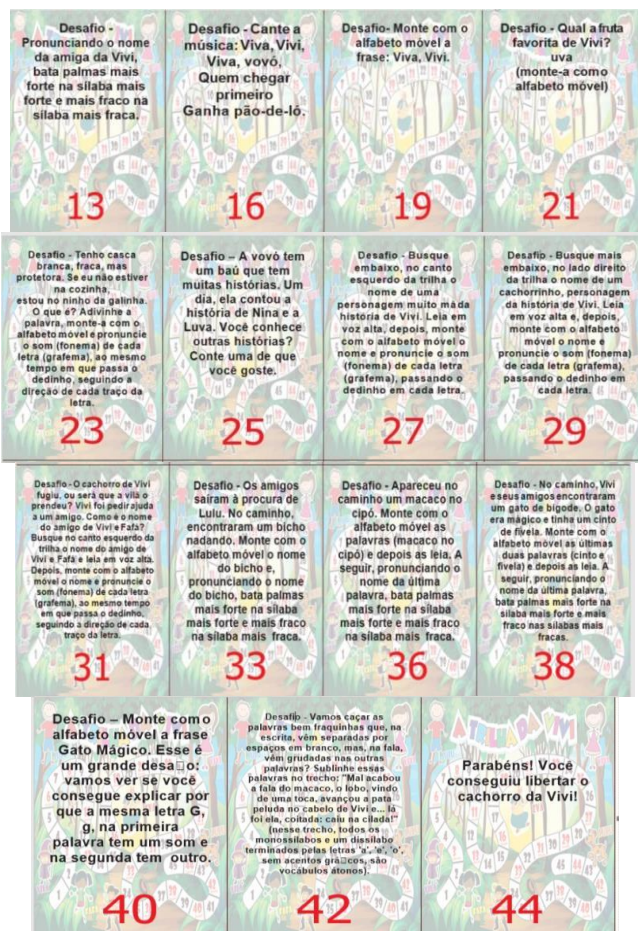 Desafio -
Pronunciando o nome
da amiga da Vivi,
bata palmas mais
forte na sílaba mais
forte e mais fraco na
sílaba mais fraca.
13
Desafio - Cante a
música: Viva, Vivi,
Viva, vovó,
Quem chegar
primeiro
Ganha pão-de-ló.
16
Desafio- Monte com o
alfabeto móvel a
frase: Viva, Vivi.
19
Desafio - Qual a fruta
favorita de Vivi?
uva
(monte-a como
alfabeto móvel)
21
Desafio - Tenho casca
branca, fraca, mas
protetora. Se eu não estiver
na cozinha,
estou no ninho da galinha.
O que é? Adivinhe a
palavra, monte-a com o
alfabeto móvel e pronuncie
o som (fonema) de cada
letra (grafema), ao mesmo
tempo em que passa o
dedinho, seguindo a
direção de cada traço da
letra.
23
Desafio – A vovó tem
um baú que tem
muitas histórias. Um
dia, ela contou a
história de Nina e a
Luva. Você conhece
outras histórias?
Conte uma de que
você goste.
25
Desafio - Busque
embaixo, no canto
esquerdo da trilha o
nome de uma
personagem muito má da
história de Vivi. Leia em
voz alta, depois, monte
com o alfabeto móvel o
nome e pronuncie o som
(fonema) de cada letra
(grafema), passando o
dedinho em cada letra.
27
Desafio - Busque mais
embaixo, no lado direito
da trilha o nome de um
cachorrinho, personagem
da história de Vivi. Leia
em voz alta e, depois,
monte com o alfabeto
móvel o nome e
pronuncie o som (fonema)
de cada letra (grafema),
passando o dedinho em
cada letra.
29
Desafio - O cachorro de Vivi
fugiu, ou será que a vilã o
prendeu? Vivi foi pedir ajuda
a um amigo. Como é o nome
do amigo de Vivi e Fafá?
Busque no canto esquerdo da
trilha o nome do amigo de
Vivi e Fafá e leia em voz alta.
Depois, monte com o alfabeto
móvel o nome e pronuncie o
som (fonema) de cada letra
(grafema), ao mesmo tempo
em que passa o dedinho,
seguindo a direção de cada
traço da letra.
31
Desafio - Os amigos
saíram à procura de
Lulu. No caminho,
encontraram um bicho
nadando. Monte com o
alfabeto móvel o nome
do bicho e,
pronunciando o nome
do bicho, bata palmas
mais forte na sílaba
mais forte e mais fraco
na sílaba mais fraca.
33
Desafio - Apareceu no
caminho um macaco no
cipó. Monte com o
alfabeto móvel as
palavras (macaco no
cipó) e depois as leia. A
seguir, pronunciando o
nome da última
palavra, bata palmas
mais forte na sílaba
mais forte e mais fraco
na sílaba mais fraca.
36
Desafio - No caminho, Vivi
e seus amigos encontraram
um gato de bigode. O gato
era mágico e tinha um cinto
de fivela. Monte com o
alfabeto móvel as últimas
duas palavras (cinto e
fivela) e depois as leia. A
seguir, pronunciando o
nome da última palavra,
bata palmas mais forte na
sílaba mais forte e mais
fraco nas sílabas mais
fracas.
38
Desafio – Monte com o
alfabeto móvel a frase
Gato Mágico. Esse é
um grande desa□o:
vamos ver se você
consegue explicar por
que a mesma letra G,
g, na primeira
palavra tem um som e
na segunda tem outro.
40
Desafio - Vamos caçar as
palavras bem fraquinhas que, na
escrita, vêm separadas por
espaços em branco, mas, na fala,
vêm grudadas nas outras
palavras? Sublinhe essas
palavras no trecho: "Mal acabou
a fala do macaco, o lobo, vindo
de uma toca, avançou a pata
peluda no cabelo de Vivi e... lá
foi ela, coitada: caiu na cilada!"
(nesse trecho, todos os
monossílabos e um dissílabo
terminados pelas letras 'a', 'e', 'o',
sem acentos grá□cos, são
vocábulos átonos).
42
A TRILHA DA VIVI
Parabéns! Você
conseguiu libertar o
cachorro da Vivi!
44